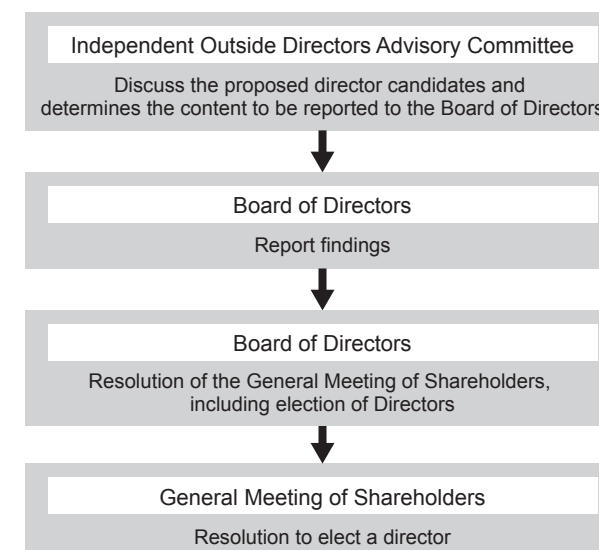 Independent Outside Directors Advisory Committee
Discuss the proposed director candidates and
determines the content to be reported to the Board of Directors
Board of Directors
Report findings
Board of Directors
Resolution of the General Meeting of Shareholders,
including election of Directors
General Meeting of Shareholders
Resolution to elect a director